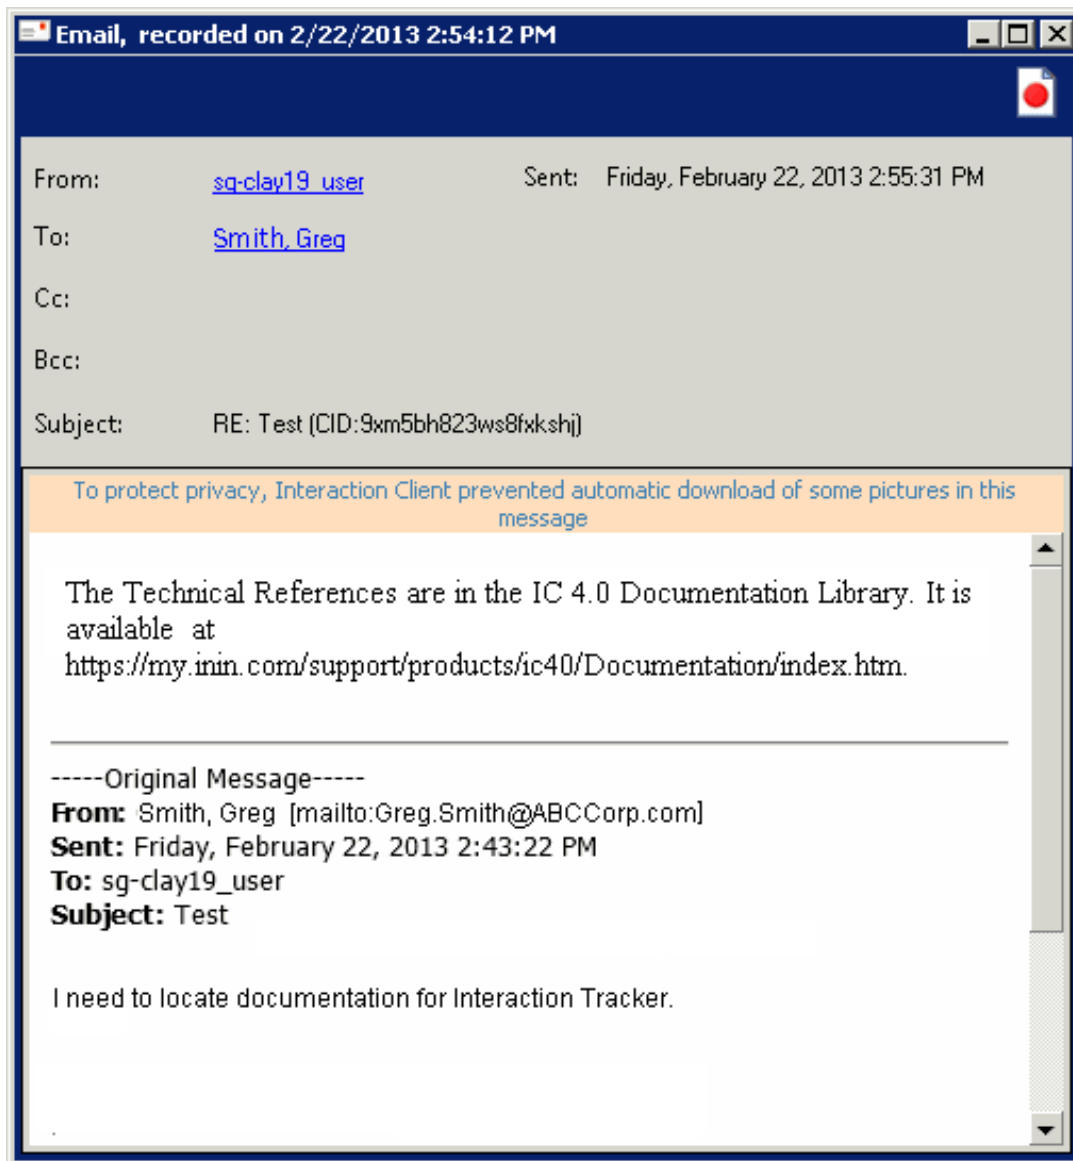 Email, recorded on 2/22/2013 2:54:12 PM
From: sg-clay19_user Sent: Friday, February 22, 2013 2:55:31 PM
To: Smith, Greg
Cc:
Bcc:
Subject: RE: Test (CID:9xm5bh823ws8fxkshj)
To protect privacy, Interaction Client prevented automatic download of some pictures in this
message
The Technical References are in the IC 4.0 Documentation Library. It is
available at
https://my.inin.com/support/products/ic40/Documentation/index.htm.
-----Original Message-----
From: Smith, Greg [mailto:Greg.Smith@ABCCorp.com]
Sent: Friday, February 22, 2013 2:43:22 PM
To: sg-clay19_user
Subject: Test
I need to locate documentation for Interaction Tracker.
.